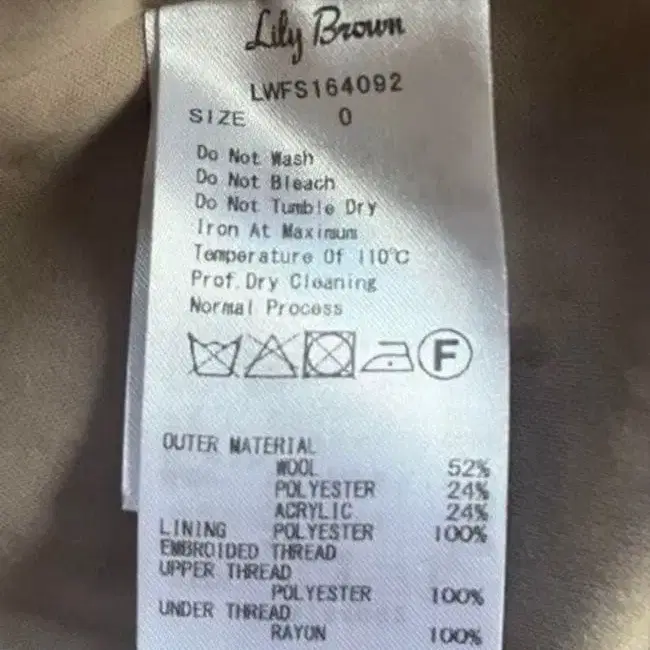 Lily Brown
LWFS164092
SIZE 0
Do Not Wash
Do Not Bleach
Do Not Tumble Dry
Iron At Maximum
Temperature Of 110℃
Prof.Dry Cleaning
Normal Process
F
OUTER MATERIAL
WOOL 52%
POLYESTER 24%
ACRYLIC 24%
LINING POLYESTER 100%
EMBROIDED THREAD
UPPER THREAD
POLYESTER 100%
UNDER THREAD
RAYON 100%